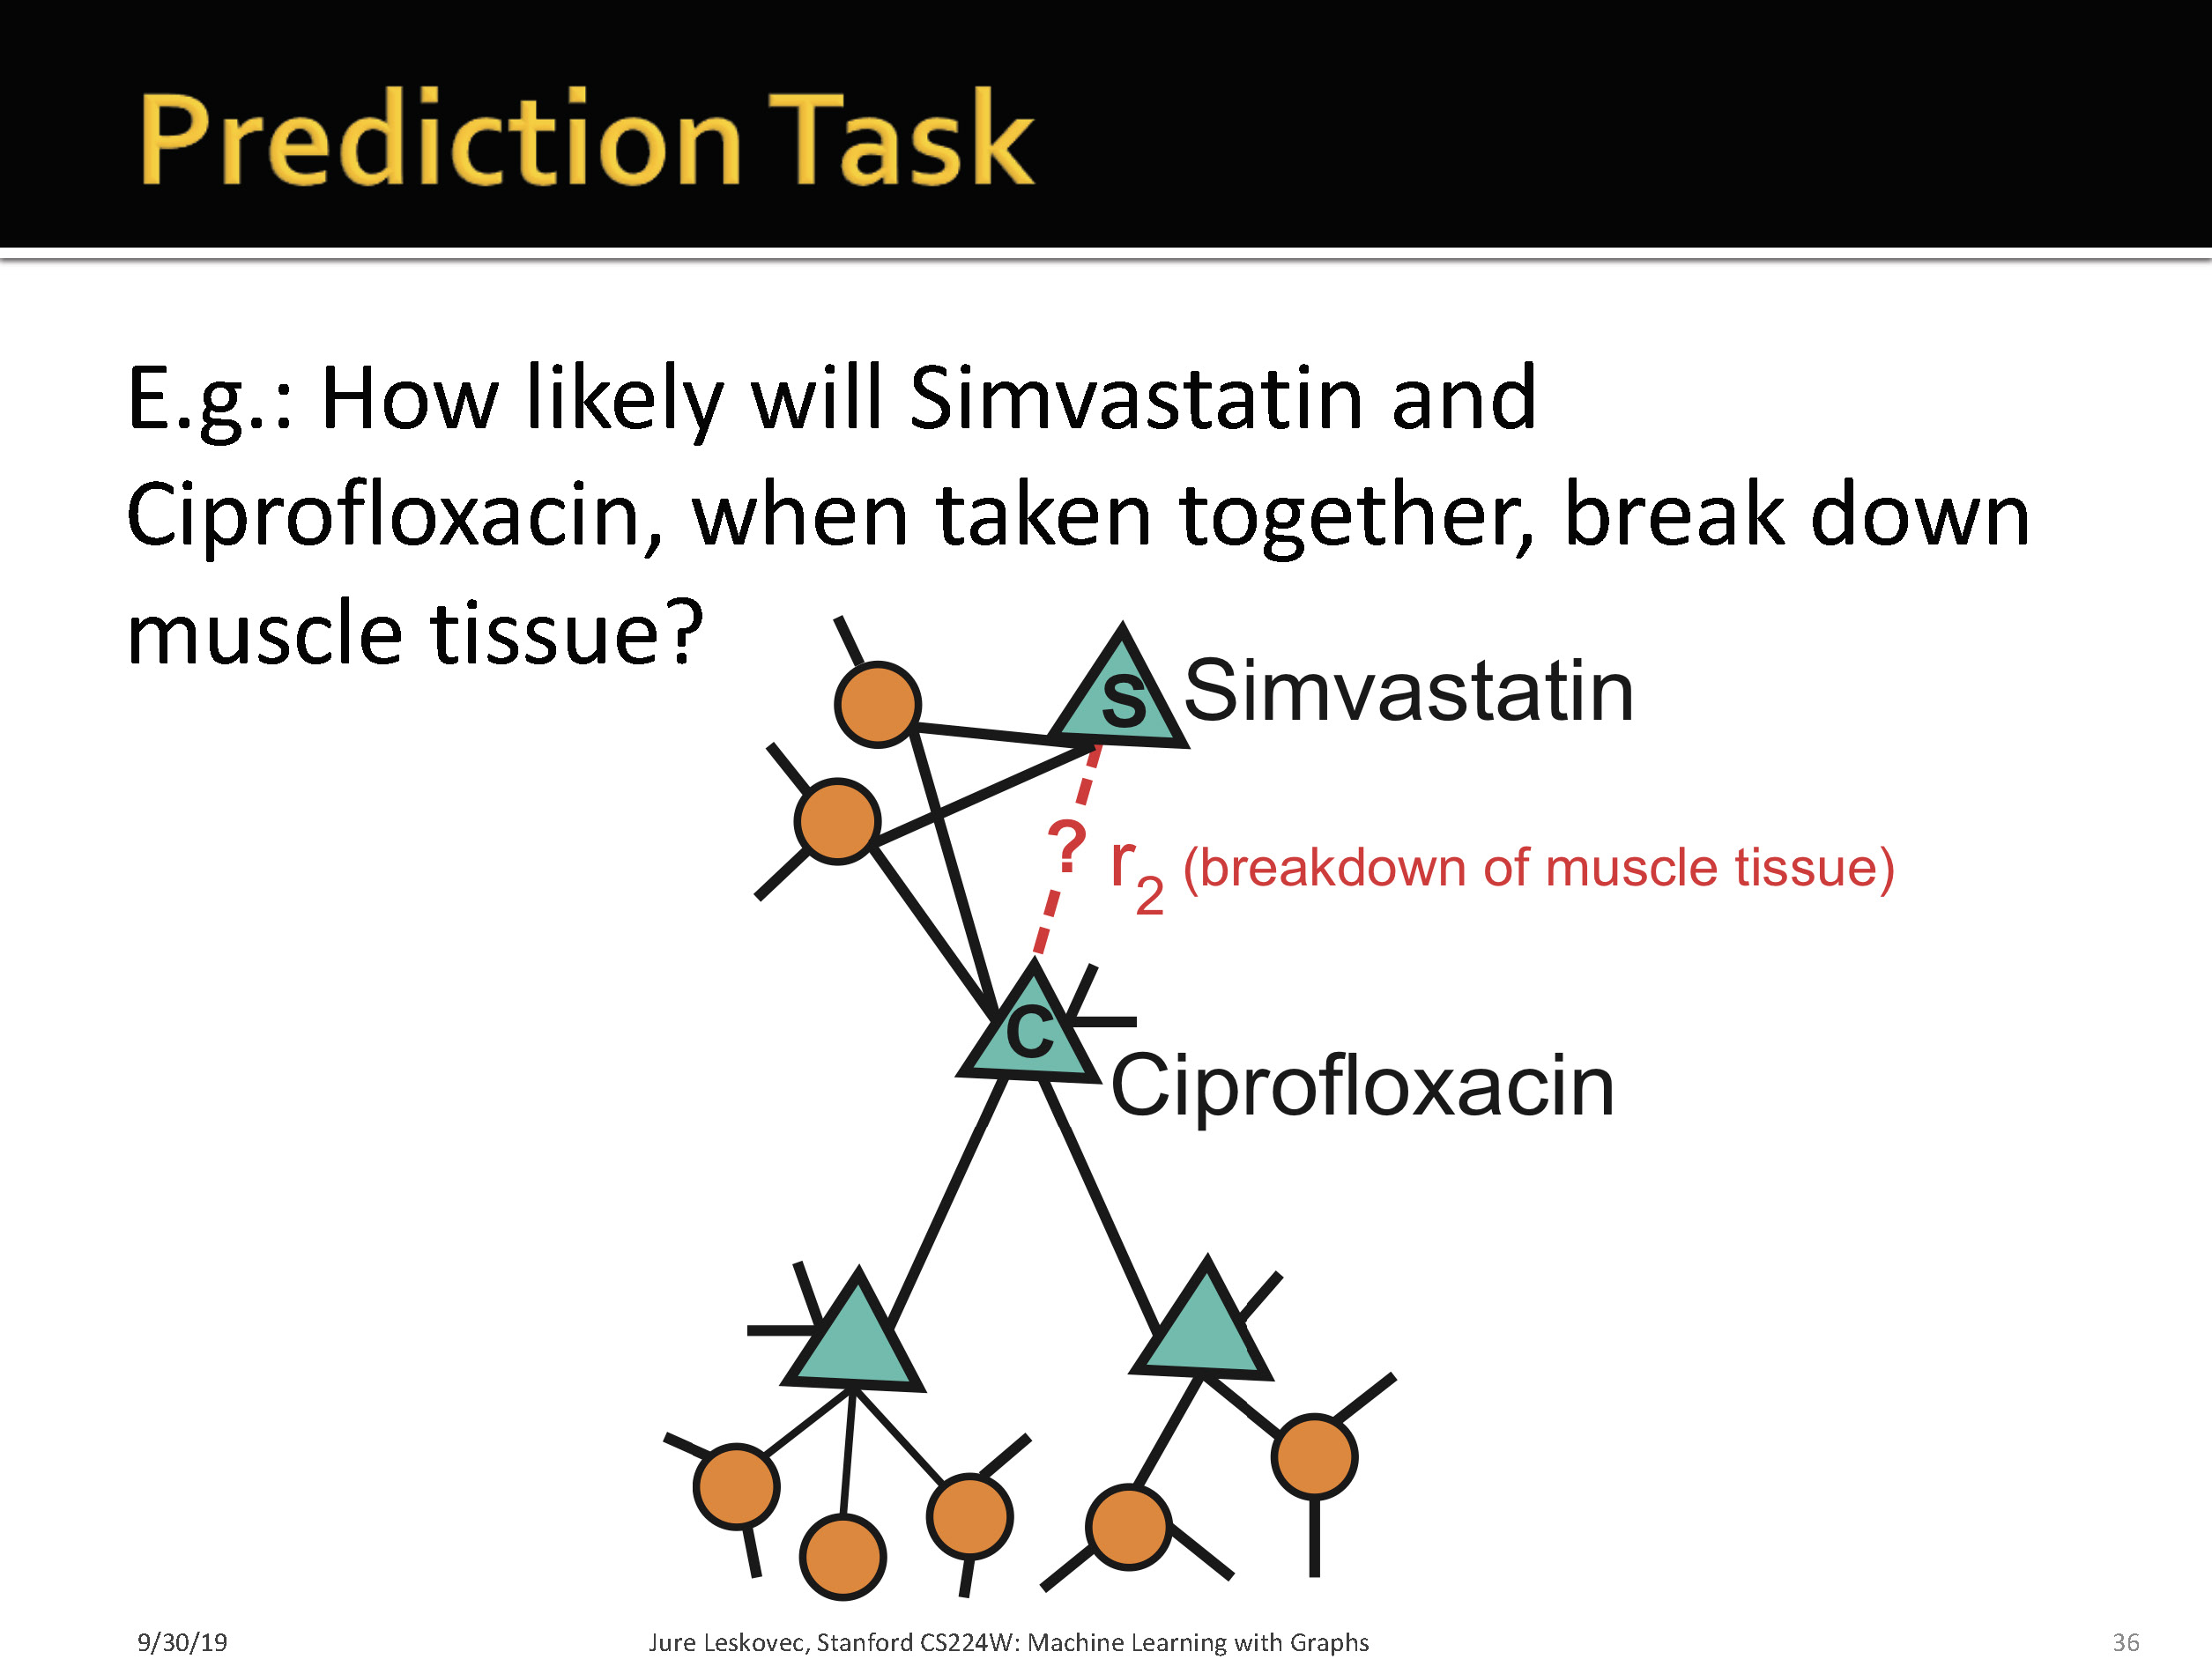 Prediction Task
E.g.: How likely will Simvastatin and
Ciprofloxacin, when taken together, break down
muscle tissue?
S Simvastatin
? r2 (breakdown of muscle tissue)
C
Ciprofloxacin
9/30/19
Jure Leskovec, Stanford CS224W: Machine Learning with Graphs
36